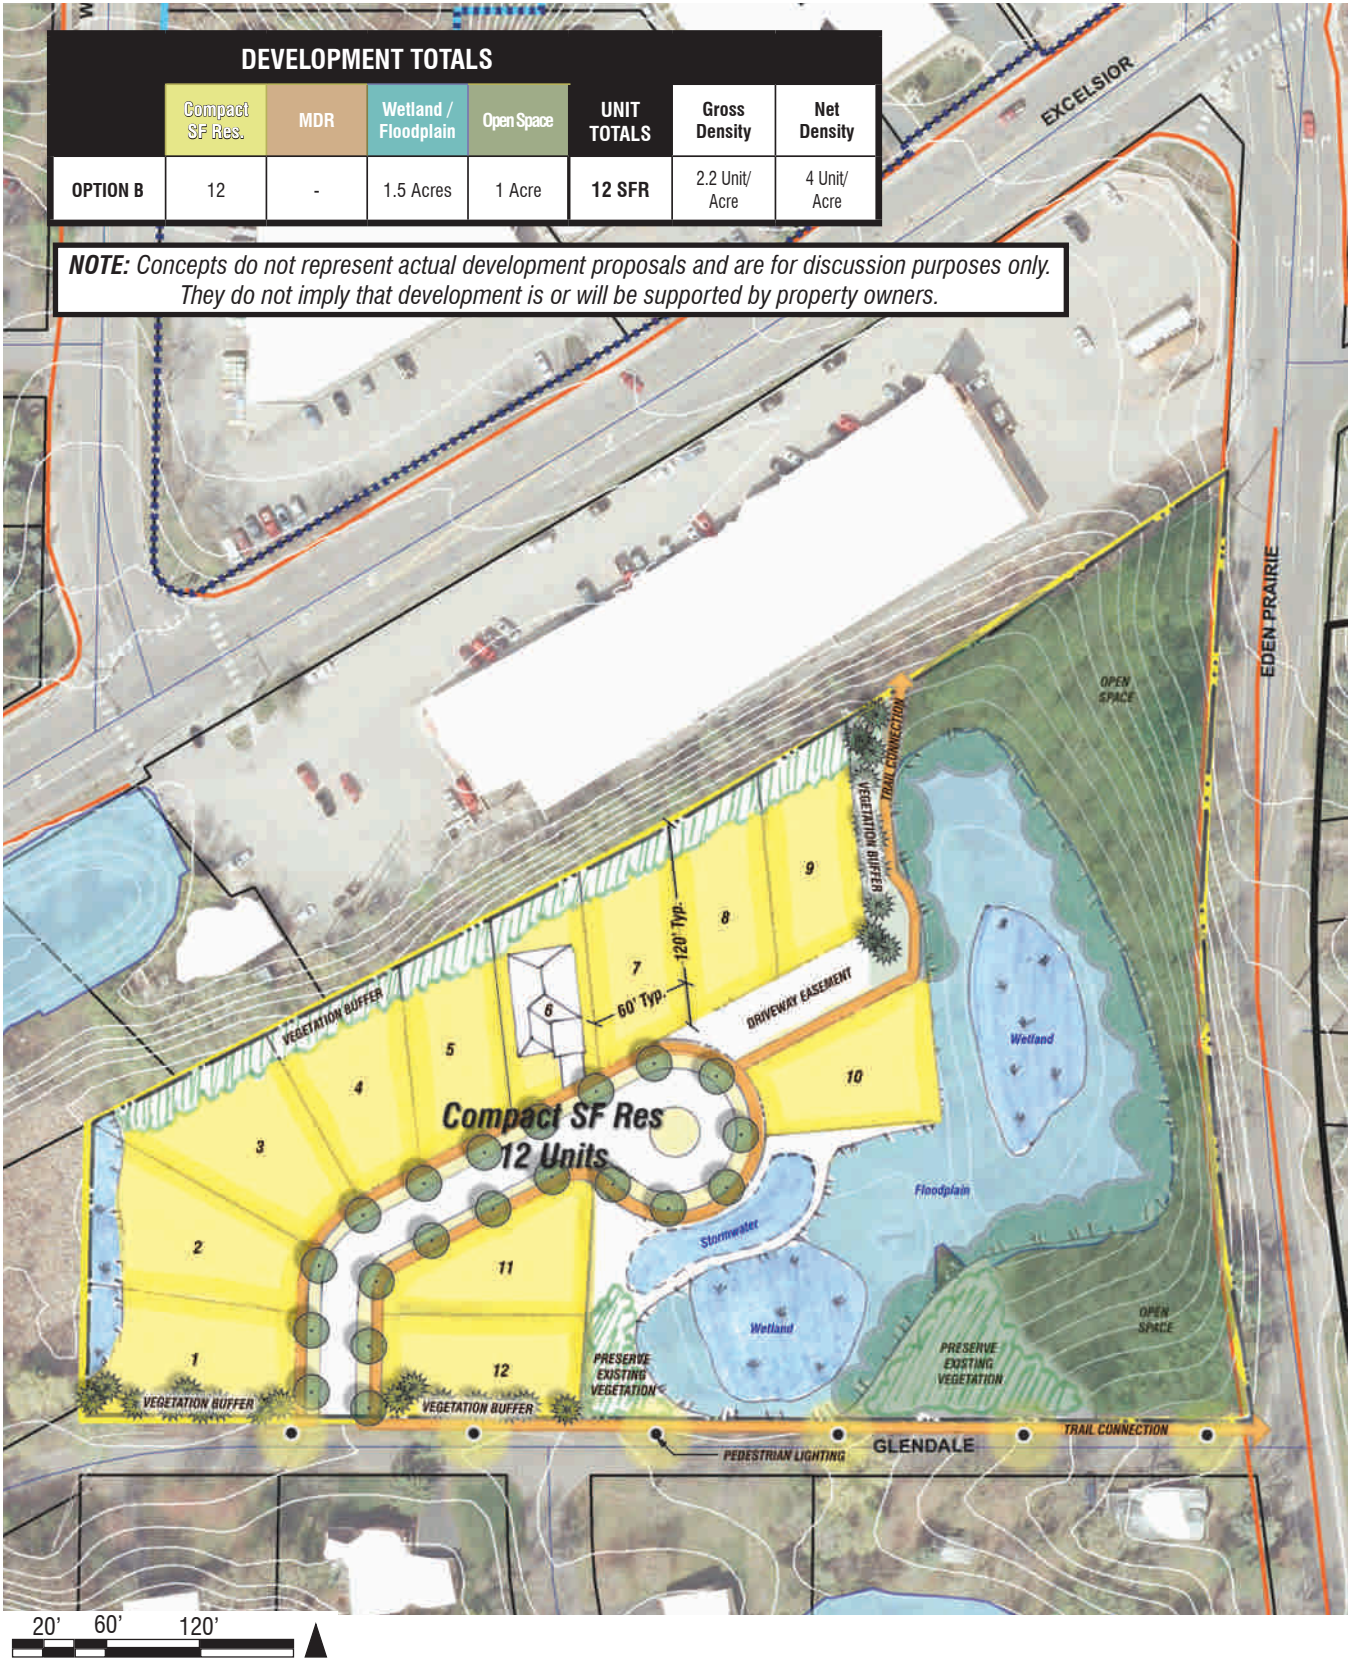 DEVELOPMENT TOTALS
Compact
SF Res.
MDR
Wetland /
Floodplain
Open Space
UNIT
TOTALS
Gross
Density
Net
Density
OPTION B
12
-
1.5 Acres
1 Acre
12 SFR
2.2 Unit/
Acre
4 Unit/
Acre
NOTE: Concepts do not represent actual development proposals and are for discussion purposes only.
They do not imply that development is or will be supported by property owners.
W
EXCELSIOR
EDEN PRAIRIE
OPEN
SPACE
TRAIL CONNECTION
VEGETATION BUFFER
9
8
120' Typ.
7
60' Typ.
DRIVEWAY EASEMENT
6
VEGETATION BUFFER
5
4
10
Wetland
Compact SF Res
12 Units
3
Floodplain
Stormwater
2
11
OPEN
SPACE
Wetland
1
12
PRESERVE
EXISTING
VEGETATION
PRESERVE
EXISTING
VEGETATION
VEGETATION BUFFER
VEGETATION BUFFER
TRAIL CONNECTION
GLENDALE
PEDESTRIAN LIGHTING
20'
60'
120'